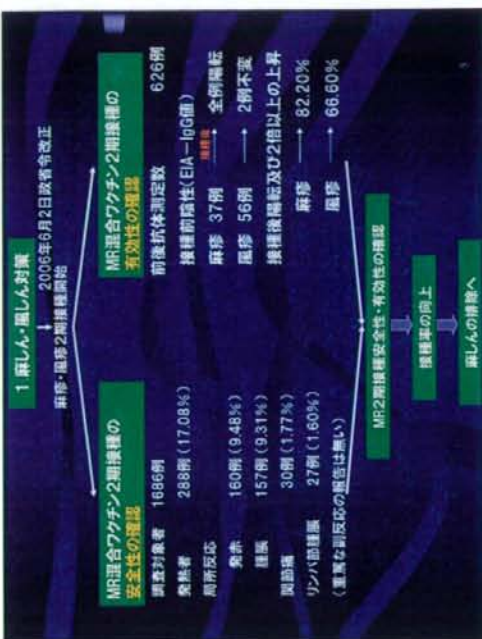 1 麻しん・風しん対策
2006年6月2日政省令改正
麻疹・風疹2期接種開始
MR混合ワクチン2期接種の
安全性の確認
調査対象者 1686例
発熱者 288例(17.08%)
局所反応
発赤 160例(9.48%)
腫脹 157例(9.31%)
関節痛 30例(1.77%)
リンパ節腫脹 27例(1.60%)
(重篤な副反応の報告は無い)
MR混合ワクチン2期接種の
有効性の確認
前後抗体測定数 626例
接種前陰性(EIA-IgG値)
接種後
麻疹 37例 全例陽転
風疹 56例 2例不変
接種後陽転及び2倍以上の上昇
麻疹 82.20%
風疹 66.60%
MR2期接種安全性・有効性の確認
接種率の向上
麻しんの排除へ